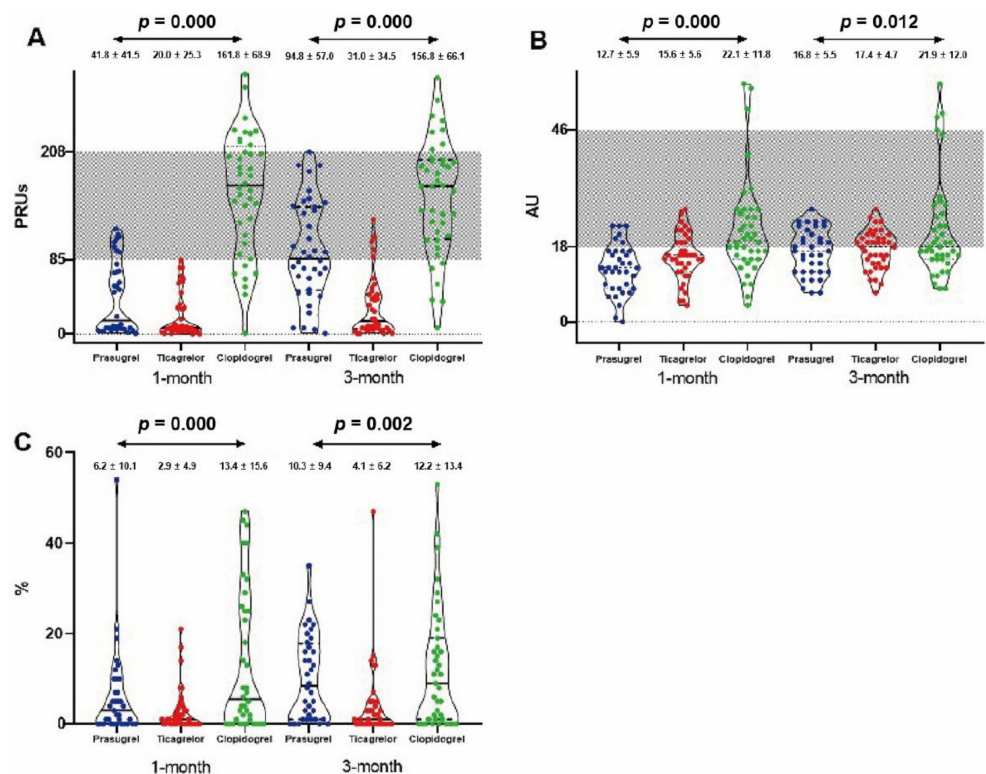 A
p = 0.000
p = 0.000
41.8 ± 41.5
20.0 ± 25.3
161.8 ± 68.9
94.8 ± 57.0
31.0 ± 34.5
156.8 ± 66.1
PRUs
208
85
0
Prasugrel
Ticagrelor
Clopidogrel
Prasugrel
Ticagrelor
Clopidogrel
1-month
3-month
B
p = 0.000
p = 0.012
12.7 ± 5.9
15.6 ± 5.6
22.1 ± 11.8
16.8 ± 5.5
17.4 ± 4.7
21.9 ± 12.0
AU
46
18
0
Prasugrel
Ticagrelor
Clopidogrel
Prasugrel
Ticagrelor
Clopidogrel
1-month
3-month
C
p = 0.000
p = 0.002
6.2 ± 10.1
2.9 ± 4.9
13.4 ± 15.6
10.3 ± 9.4
4.1 ± 6.2
12.2 ± 13.4
%
60
40
20
0
Prasugrel
Ticagrelor
Clopidogrel
Prasugrel
Ticagrelor
Clopidogrel
1-month
3-month